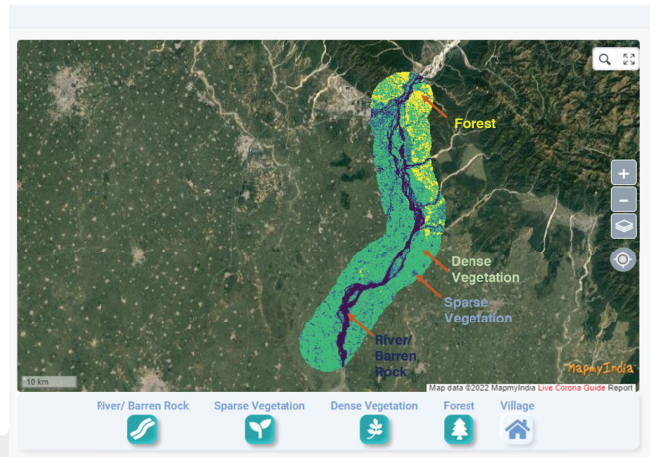 Forest
Dense
Vegetation
Sparse
Vegetation
River/
Barren
Rock
+
−
10 km
MapmyIndia
Map data ©2022 MapmyIndia Live Corona Guide Report
River/ Barren Rock Sparse Vegetation Dense Vegetation Forest Village